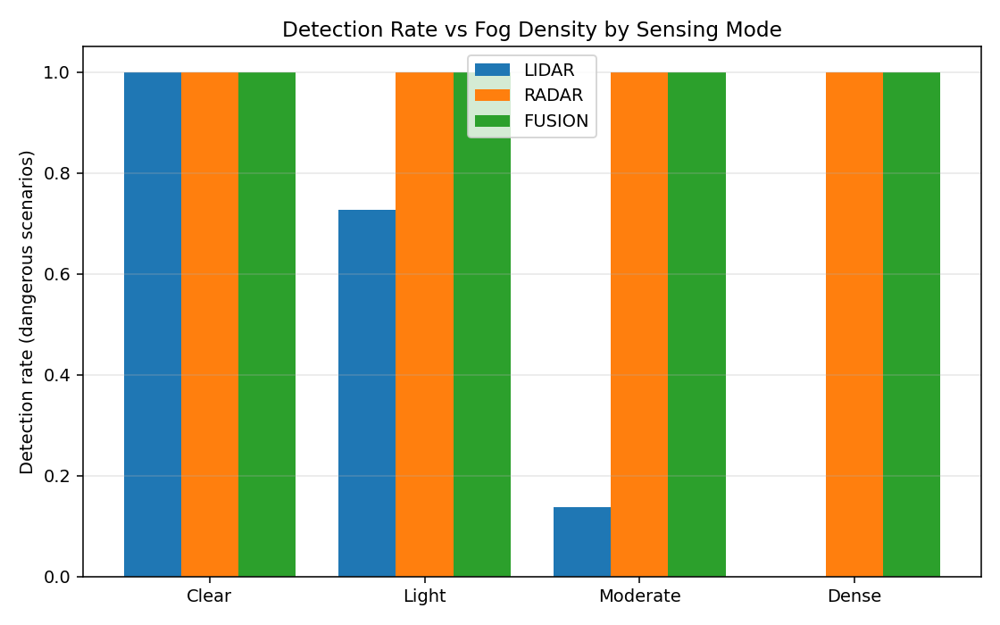 Detection Rate vs Fog Density by Sensing Mode
LIDAR
RADAR
FUSION
Detection rate (dangerous scenarios)
1.0
0.8
0.6
0.4
0.2
0.0
Clear
Light
Moderate
Dense